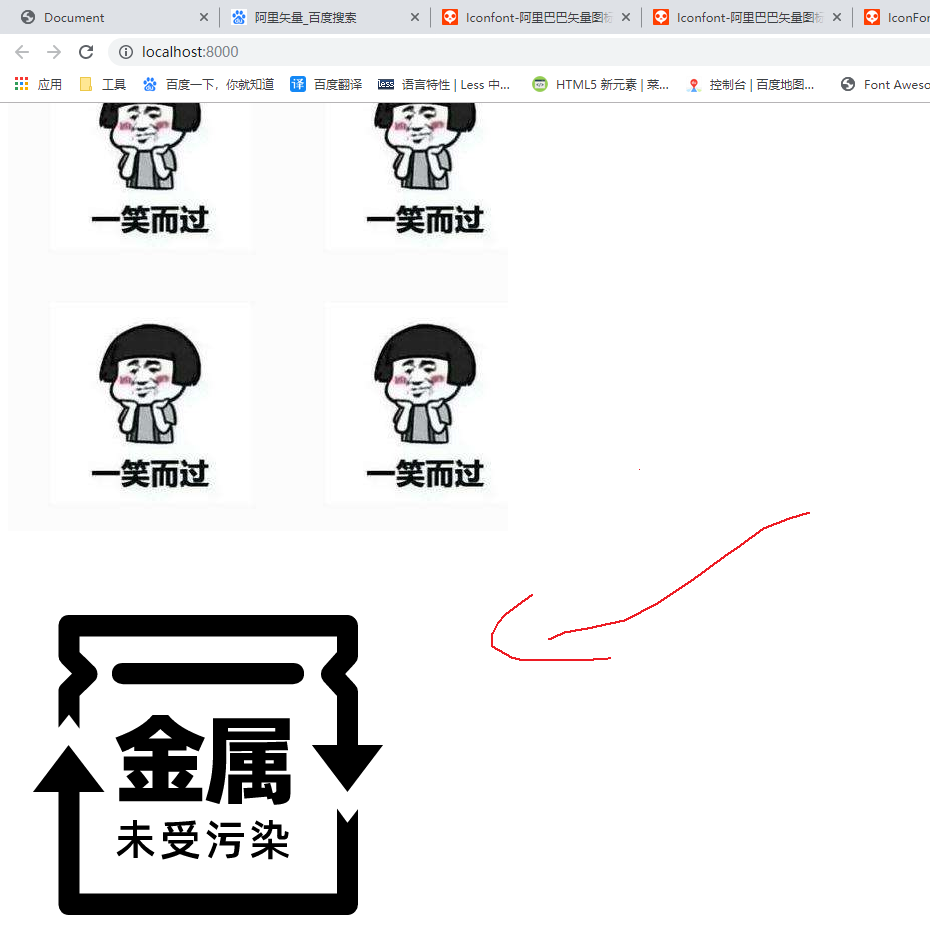 Document
阿里矢量_百度搜索
Iconfont-阿里巴巴矢量图标
Iconfont-阿里巴巴矢量图标
IconFon
localhost:8000
应用
工具
百度一下，你就知道
译 百度翻译
less 语言特性 | Less 中...
HTML5 新元素 | 菜...
控制台 | 百度地图...
Font Aweso
一笑而过 一笑而过
一笑而过 一笑而过
金属
未受污染